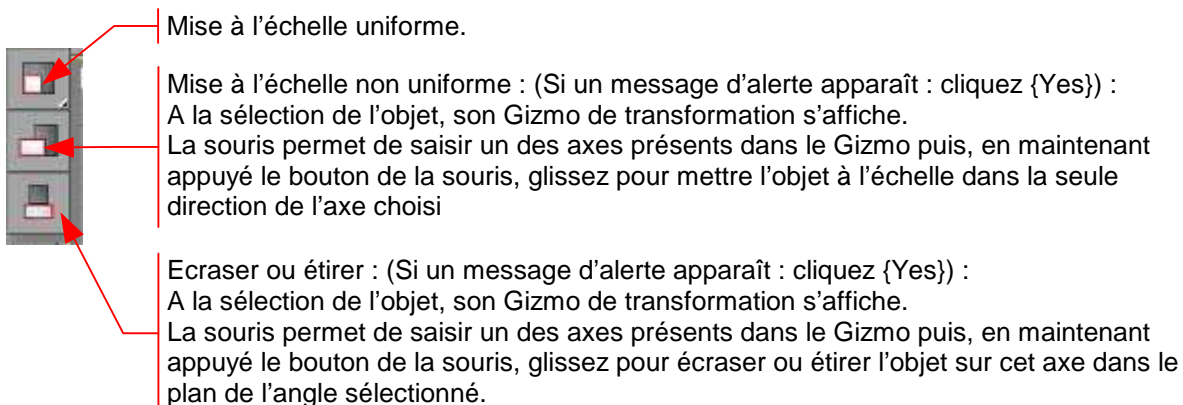 Mise à l’échelle uniforme.
Mise à l’échelle non uniforme : (Si un message d’alerte apparaît : cliquez {Yes}) :
A la sélection de l’objet, son Gizmo de transformation s’affiche.
La souris permet de saisir un des axes présents dans le Gizmo puis, en maintenant
appuyé le bouton de la souris, glissez pour mettre l’objet à l’échelle dans la seule
direction de l’axe choisi
Ecraser ou étirer : (Si un message d’alerte apparaît : cliquez {Yes}) :
A la sélection de l’objet, son Gizmo de transformation s’affiche.
La souris permet de saisir un des axes présents dans le Gizmo puis, en maintenant
appuyé le bouton de la souris, glissez pour écraser ou étirer l’objet sur cet axe dans le
plan de l’angle sélectionné.